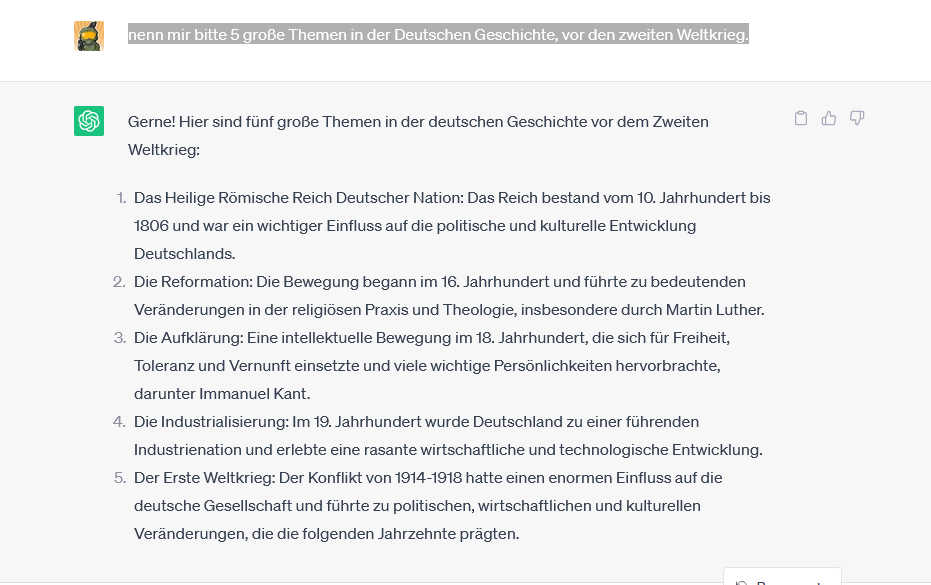 nenn mir bitte 5 große Themen in der Deutschen Geschichte, vor den zweiten Weltkrieg.
Gerne! Hier sind fünf große Themen in der deutschen Geschichte vor dem Zweiten
Weltkrieg:
1. Das Heilige Römische Reich Deutscher Nation: Das Reich bestand vom 10. Jahrhundert bis
1806 und war ein wichtiger Einfluss auf die politische und kulturelle Entwicklung
Deutschlands.
2. Die Reformation: Die Bewegung begann im 16. Jahrhundert und führte zu bedeutenden
Veränderungen in der religiösen Praxis und Theologie, insbesondere durch Martin Luther.
3. Die Aufklärung: Eine intellektuelle Bewegung im 18. Jahrhundert, die sich für Freiheit,
Toleranz und Vernunft einsetzte und viele wichtige Persönlichkeiten hervorbrachte,
darunter Immanuel Kant.
4. Die Industrialisierung: Im 19. Jahrhundert wurde Deutschland zu einer führenden
Industrienation und erlebte eine rasante wirtschaftliche und technologische Entwicklung.
5. Der Erste Weltkrieg: Der Konflikt von 1914-1918 hatte einen enormen Einfluss auf die
deutsche Gesellschaft und führte zu politischen, wirtschaftlichen und kulturellen
Veränderungen, die die folgenden Jahrzehnte prägten.